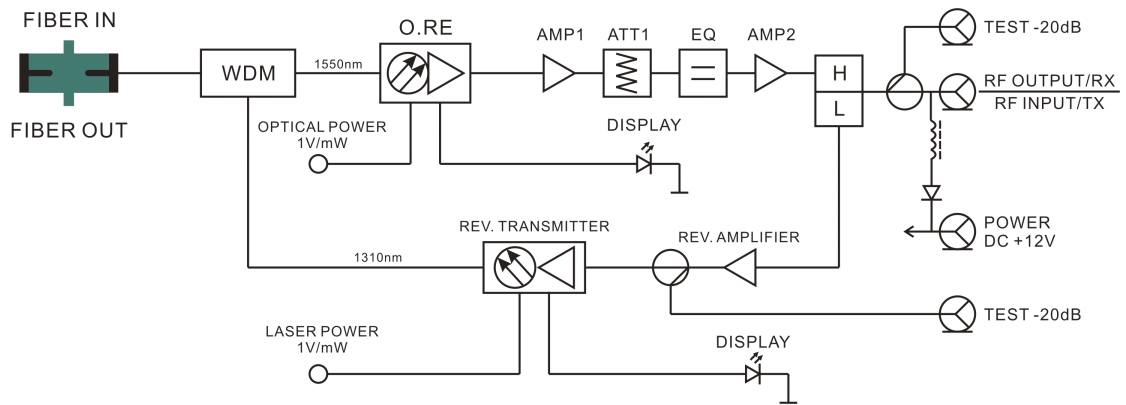 FIBER IN
O.RE
AMP1
ATT1
EQ
AMP2
TEST -20dB
WDM
1550nm
H
L
RF OUTPUT/RX
RF INPUT/TX
FIBER OUT
OPTICAL POWER
1V/mW
DISPLAY
REV. TRANSMITTER
REV. AMPLIFIER
POWER
DC +12V
1310nm
TEST -20dB
LASER POWER
1V/mW
DISPLAY